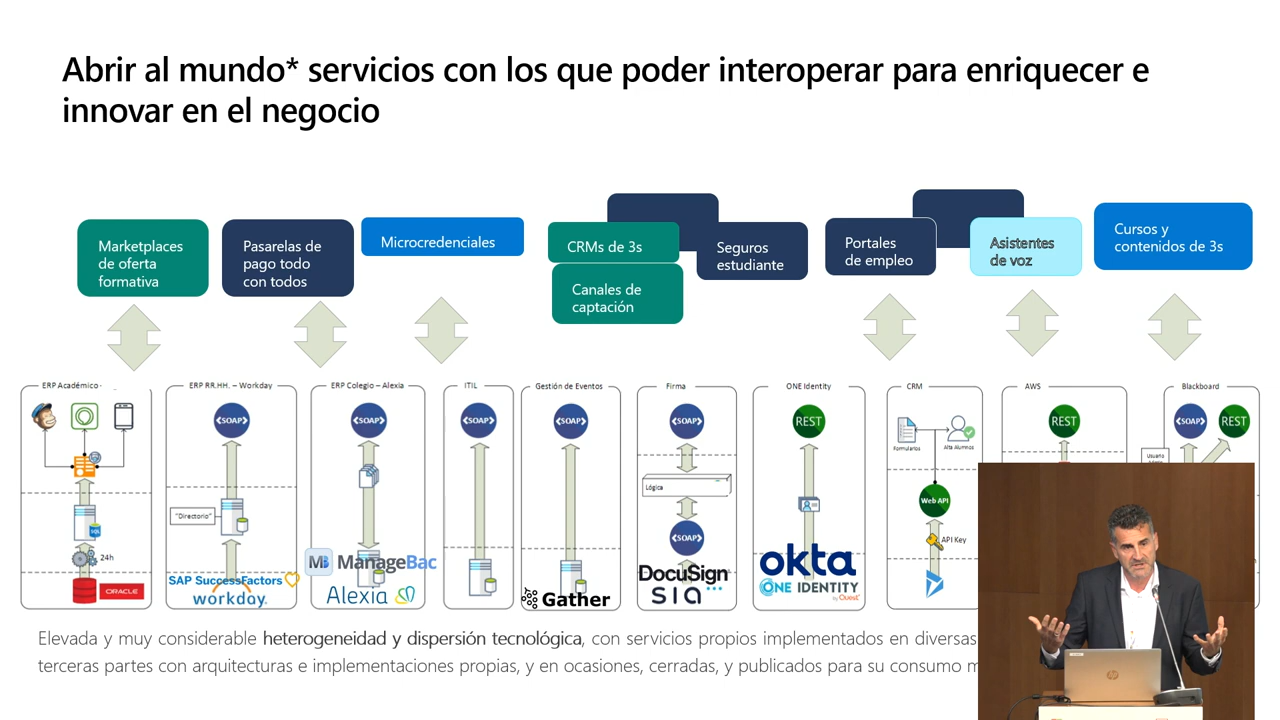 Abrir al mundo* servicios con los que poder interoperar para enriquecer e
innovar en el negocio
Marketplaces
de oferta
formativa
Pasarelas de
pago todo
con todos
Microcredenciales
CRMs de 3s
Canales de
captación
Seguros
estudiante
Portales
de empleo
Asistentes
de voz
Cursos y
contenidos de 3s
ERP Académico
24h
ORACLE
ERP RR.HH. – Workday
<SOAP>
"Directorio"
SAP SuccessFactors
workday.
ERP Colegio – Alexia
<SOAP>
MB ManageBac
Alexia
ITIL
<SOAP>
Gestión de Eventos
<SOAP>
Gather
Firma
<SOAP>
Lógica
<SOAP>
DocuSign
sia
ONE Identity
REST
okta
ONE IDENTITY
by Quest
CRM
Formularios
Alta Alumnos
Web API
API Key
AWS
REST
Blackboard
<SOAP>
REST
Usuario
Elevada y muy considerable heterogeneidad y dispersión tecnológica, con servicios propios implementados en diversas
terceras partes con arquitecturas e implementaciones propias, y en ocasiones, cerradas, y publicados para su consumo m
hp